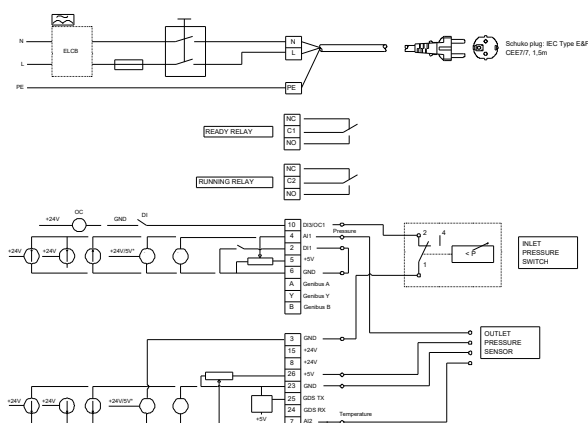 N
ELCB
L
PE
N
L
PE
Schuko plug: IEC Type E&F
CEE7/7, 1,5m
READY RELAY
NC
C1
NO
RUNNING RELAY
NC
C2
NO
+24V
OC
GND
DI
10 DI3/OC1
Pressure
4 AI1
2 DI1
5 +5V
6 GND
A Genibus A
Y Genibus Y
B Genibus B
+24V
+24V
+24V/5V*
2
4
1
< P
INLET
PRESSURE
SWITCH
3 GND
15 +24V
8 +24V
26 +5V
23 GND
25 GDS TX
24 GDS RX
7 AI2
Temperature
+5V
+24V
+24V
+24V/5V*
OUTLET
PRESSURE
SENSOR